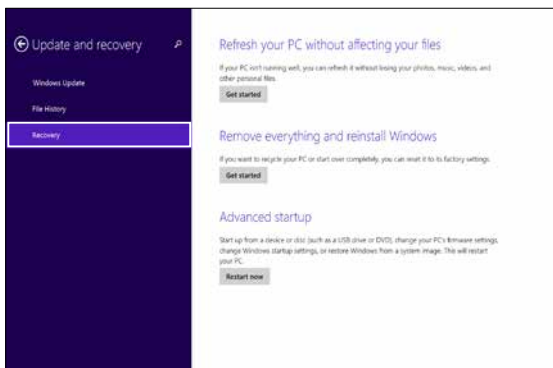 Update and recovery
Windows Update
File History
Recovery
Refresh your PC without affecting your files
If your PC isn't running well, you can refresh it without losing your photos, music, videos, and
other personal files.
Get started
Remove everything and reinstall Windows
If you want to recycle your PC or start over completely, you can reset it to its factory settings.
Get started
Advanced startup
Start up from a device or disc (such as a USB drive or DVD), change your PC's firmware settings,
change Windows startup settings, or restore Windows from a system image. This will restart
your PC.
Restart now